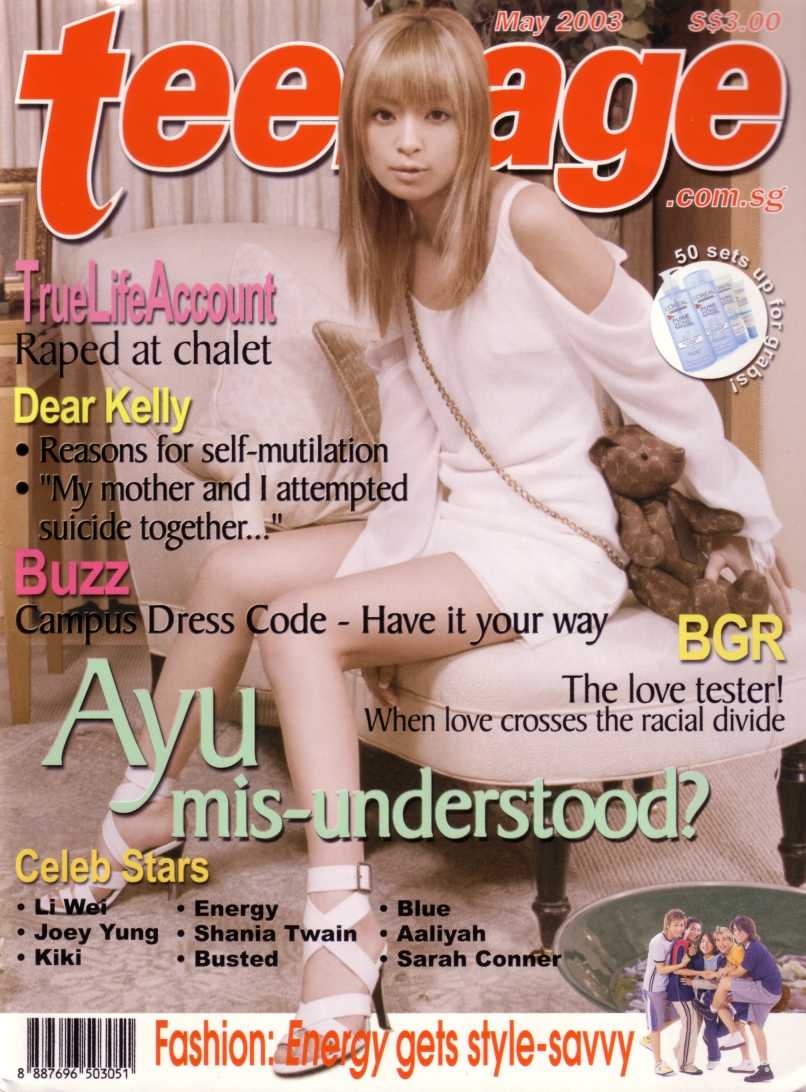 May 2003
S$3.00
teenage
.com.sg
50 sets up for grabs!
TrueLifeAccount
Raped at chalet
Dear Kelly
• Reasons for self-mutilation
• "My mother and I attempted
suicide together..."
Buzz
Campus Dress Code - Have it your way
BGR
The love tester!
When love crosses the racial divide
Ayu
mis-understood?
Celeb Stars
• Li Wei
• Joey Yung
• Kiki
• Energy
• Shania Twain
• Busted
• Blue
• Aaliyah
• Sarah Conner
Fashion: Energy gets style-savvy
8 887696 503051